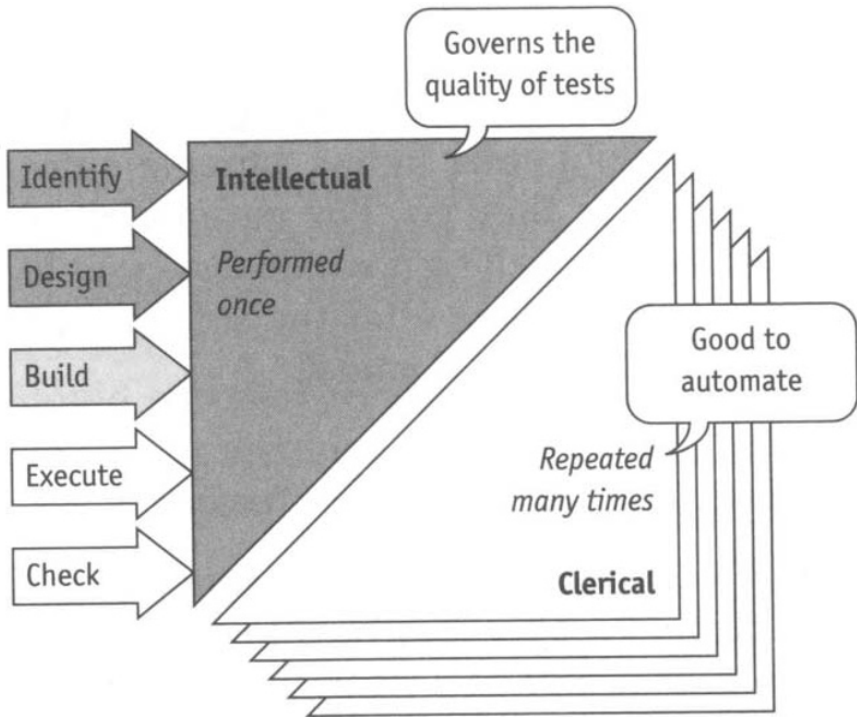 Governs the
quality of tests
Identify
Intellectual
Design
Performed
once
Build
Good to
automate
Execute
Repeated
many times
Check
Clerical